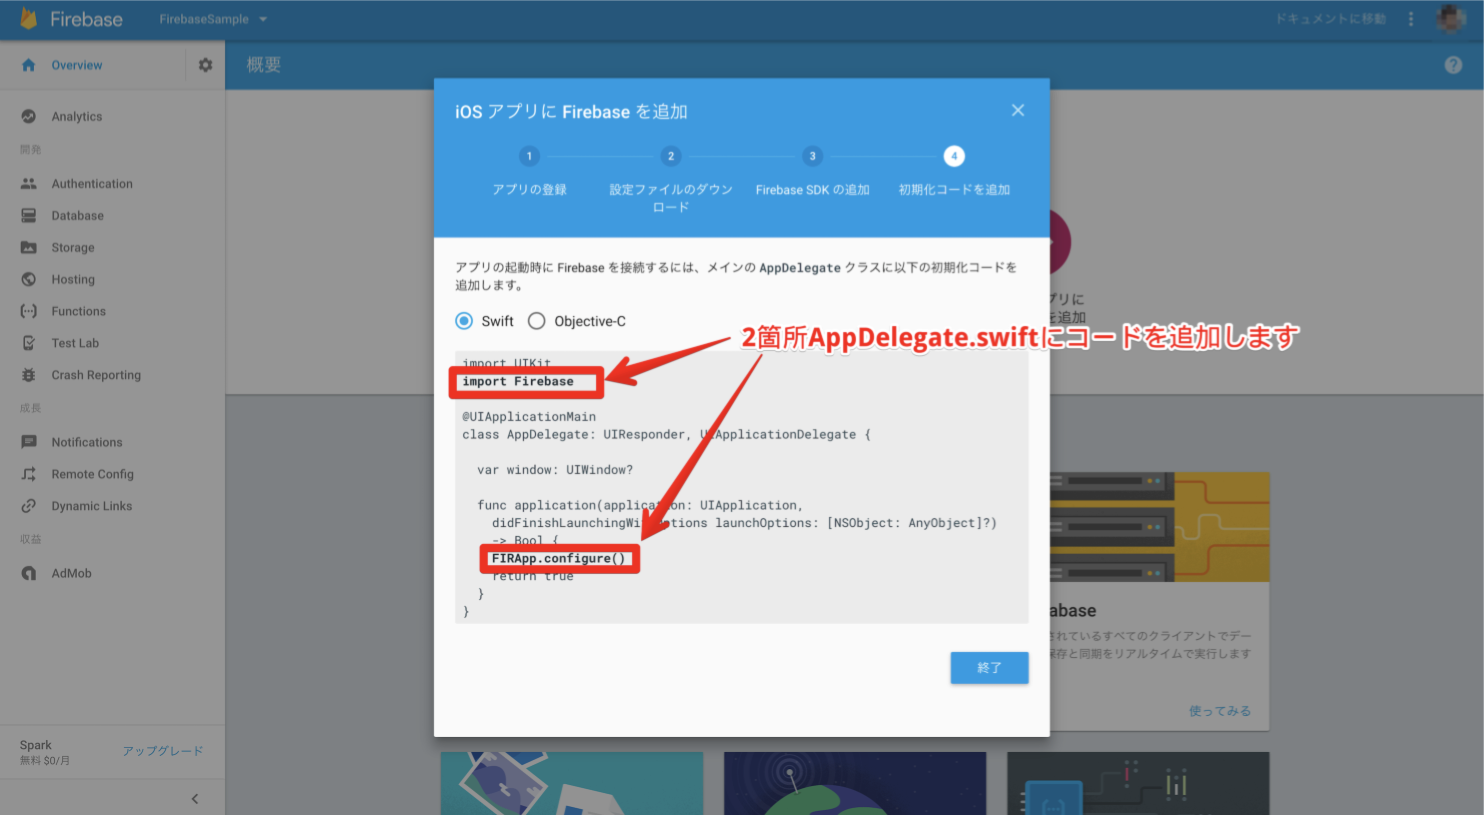 Firebase
FirebaseSample
ドキュメントに移動
Overview
概要
Analytics
開発
Authentication
Database
Storage
Hosting
Functions
Test Lab
Crash Reporting
成長
Notifications
Remote Config
Dynamic Links
収益
AdMob
Spark
無料 $0/月
アップグレード
iOS アプリに Firebase を追加
1
2
3
4
アプリの登録
設定ファイルのダウン
ロード
Firebase SDK の追加
初期化コードを追加
アプリの起動時に Firebase を接続するには、メインの AppDelegate クラスに以下の初期化コードを
追加します。
Swift
Objective-C
2箇所AppDelegate.swiftにコードを追加します
import UIKit
import Firebase
@UIApplicationMain
class AppDelegate: UIResponder, UIApplicationDelegate {
var window: UIWindow?
func application(application: UIApplication,
didFinishLaunchingWithOptions launchOptions: [NSObject: AnyObject]?)
-> Bool {
FIRApp.configure()
return true
}
}
終了
プリに
を追加
abase
されているすべてのクライアントでデー
保存と同期をリアルタイムで実行します
使ってみる